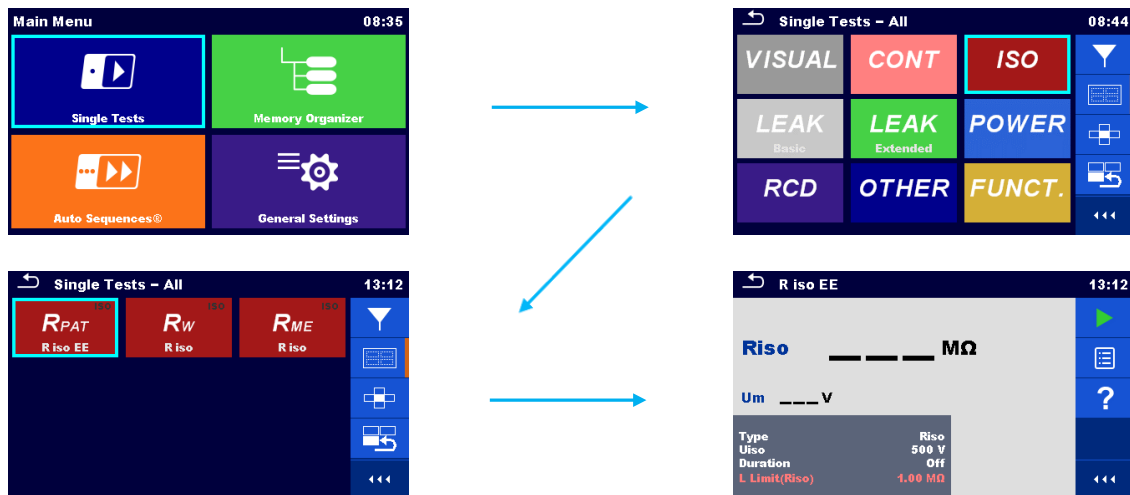 Main Menu 08:35
Single Tests
Memory Organizer
Auto Sequences®
General Settings
Single Tests – All 08:44
VISUAL CONT ISO
LEAK LEAK POWER
Basic Extended
RCD OTHER FUNCT.
Single Tests – All 13:12
ISO ISO ISO
RPAT RW RME
R iso EE R iso R iso
R iso EE 13:12
Riso ___ MΩ
Um ___ V
?
Type Riso
Uiso 500 V
Duration Off
L Limit(Riso) 1.00 MΩ